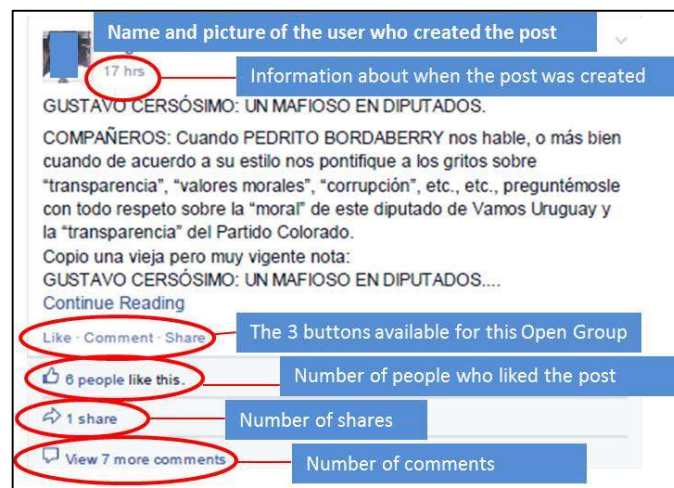 Name and picture of the user who created the post
17 hrs
Information about when the post was created
GUSTAVO CERSÓSIMO: UN MAFIOSO EN DIPUTADOS.
COMPAÑEROS: Cuando PEDRITO BORDABERRY nos hable, o más bien
cuando de acuerdo a su estilo nos pontifique a los gritos sobre
"transparencia", "valores morales", "corrupción", etc., etc., preguntémosle
con todo respeto sobre la "moral" de este diputado de Vamos Uruguay y
la "transparencia" del Partido Colorado.
Copio una vieja pero muy vigente nota:
GUSTAVO CERSÓSIMO: UN MAFIOSO EN DIPUTADOS....
Continue Reading
Like · Comment · Share
The 3 buttons available for this Open Group
6 people like this.
Number of people who liked the post
1 share
Number of shares
View 7 more comments
Number of comments